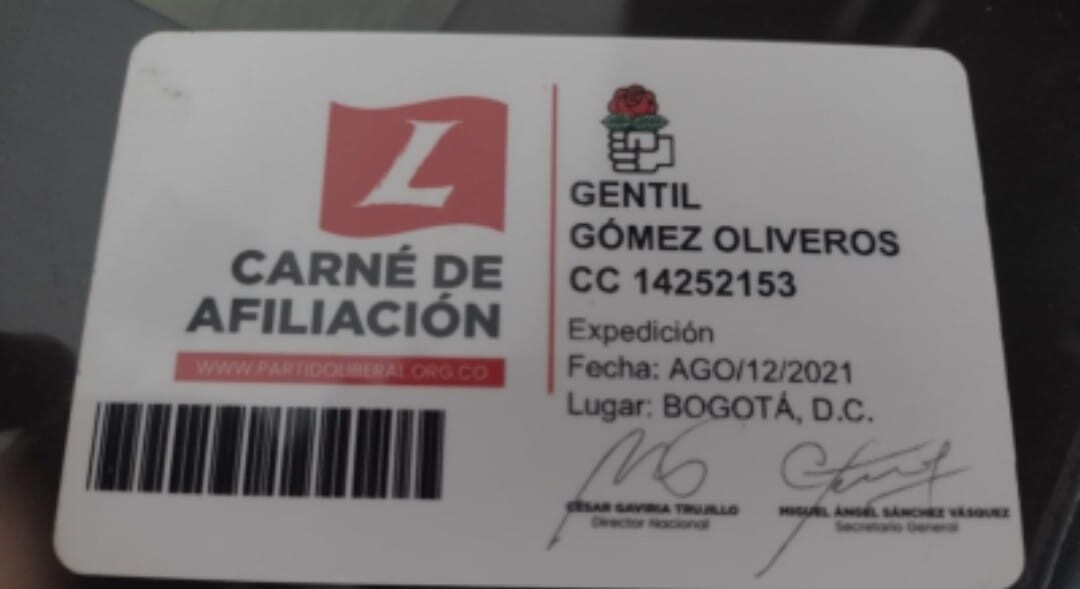 L
CARNÉ DE
AFILIACIÓN
WWW.PARTIDOLIBERAL.ORG.CO
GENTIL
GÓMEZ OLIVEROS
CC 14252153
Expedición
Fecha: AGO/12/2021
Lugar: BOGOTÁ, D.C.
CÉSAR GAVIRIA TRUJILLO
Director Nacional
MIGUEL ÁNGEL SÁNCHEZ VÁSQUEZ
Secretario General